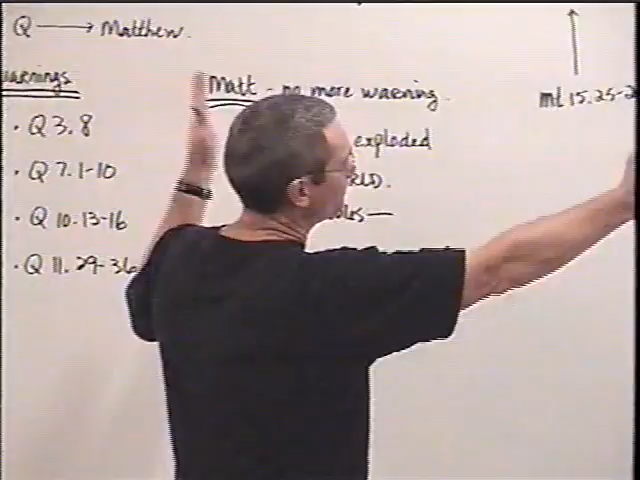 Q → Matthew.
warnings
· Q 3.8
· Q 7.1-10
· Q 10.13-16
· Q 11.29-36
Matt - no more warning.
exploded
mt 15.25-2